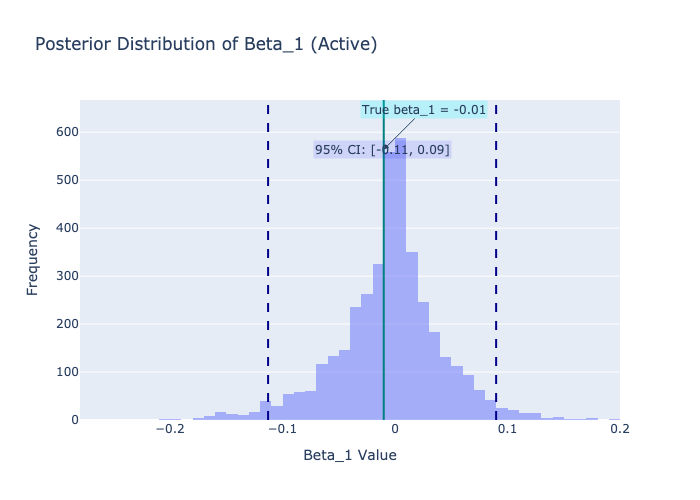 Posterior Distribution of Beta_1 (Active)
True beta_1 = -0.01
95% CI: [-0.11, 0.09]
600
500
400
300
200
100
0
Frequency
−0.2
−0.1
0
0.1
0.2
Beta_1 Value